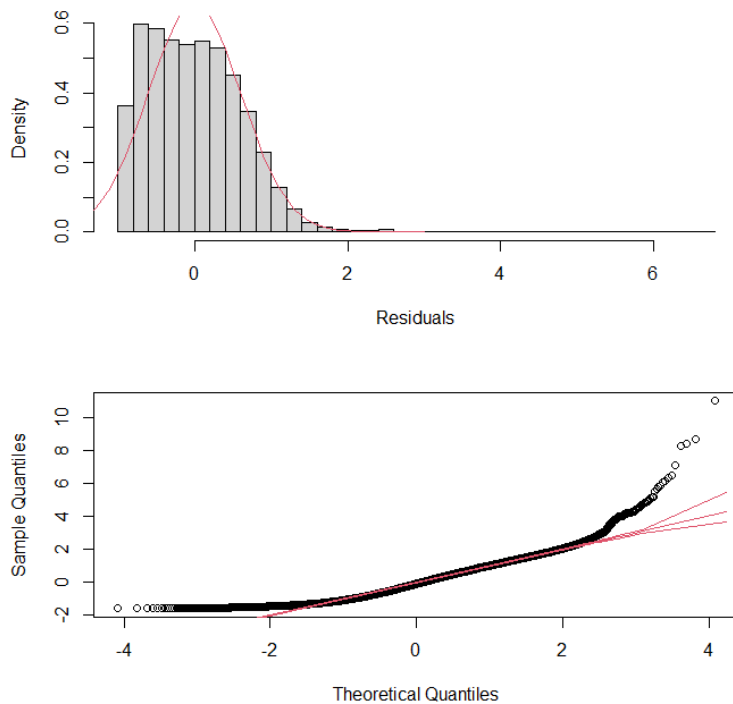 Density
0.0 0.2 0.4 0.6
0 2 4 6
Residuals
Sample Quantiles
-2 0 2 4 6 8 10
-4 -2 0 2 4
Theoretical Quantiles